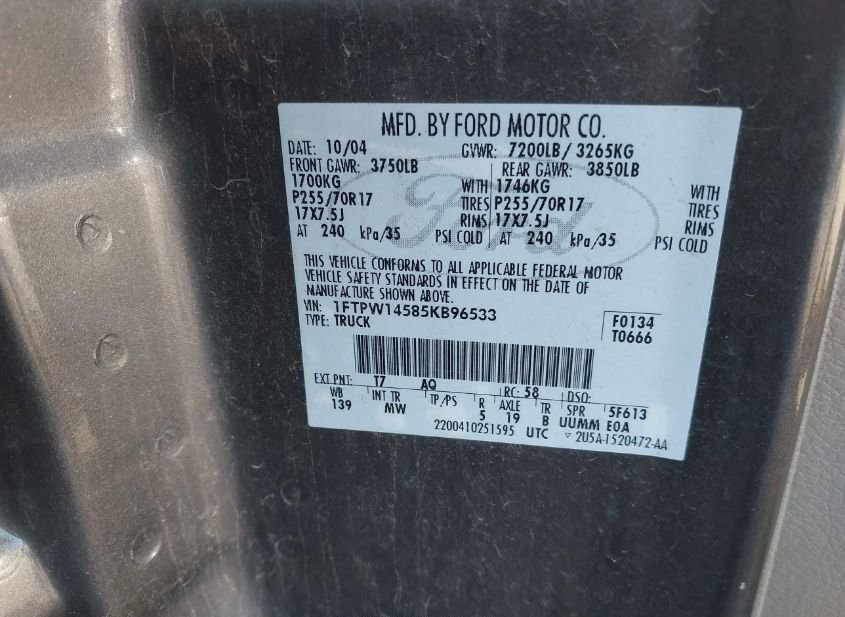 MFD. BY FORD MOTOR CO.
DATE: 10/04 GVWR: 7200LB/ 3265KG
FRONT GAWR: 3750LB REAR GAWR: 3850LB
1700KG WITH 1746KG WITH
P255/70R17 TIRES P255/70R17 TIRES
17X7.5J RIMS 17X7.5J RIMS
AT 240 kPa/35 PSI COLD AT 240 kPa/35 PSI COLD
Ford
THIS VEHICLE CONFORMS TO ALL APPLICABLE FEDERAL MOTOR
VEHICLE SAFETY STANDARDS IN EFFECT ON THE DATE OF
MANUFACTURE SHOWN ABOVE.
VIN: 1FTPW14585KB96533 F0134
TYPE: TRUCK T0666
EXT PNT: T7 AQ RC: 58 DSO:
WB INT TR TP/PS R AXLE TR SPR 5F613
139 MW 5 19 B UUMM EOA
2200410251595 UTC ▽ 2U5A-1520472-AA